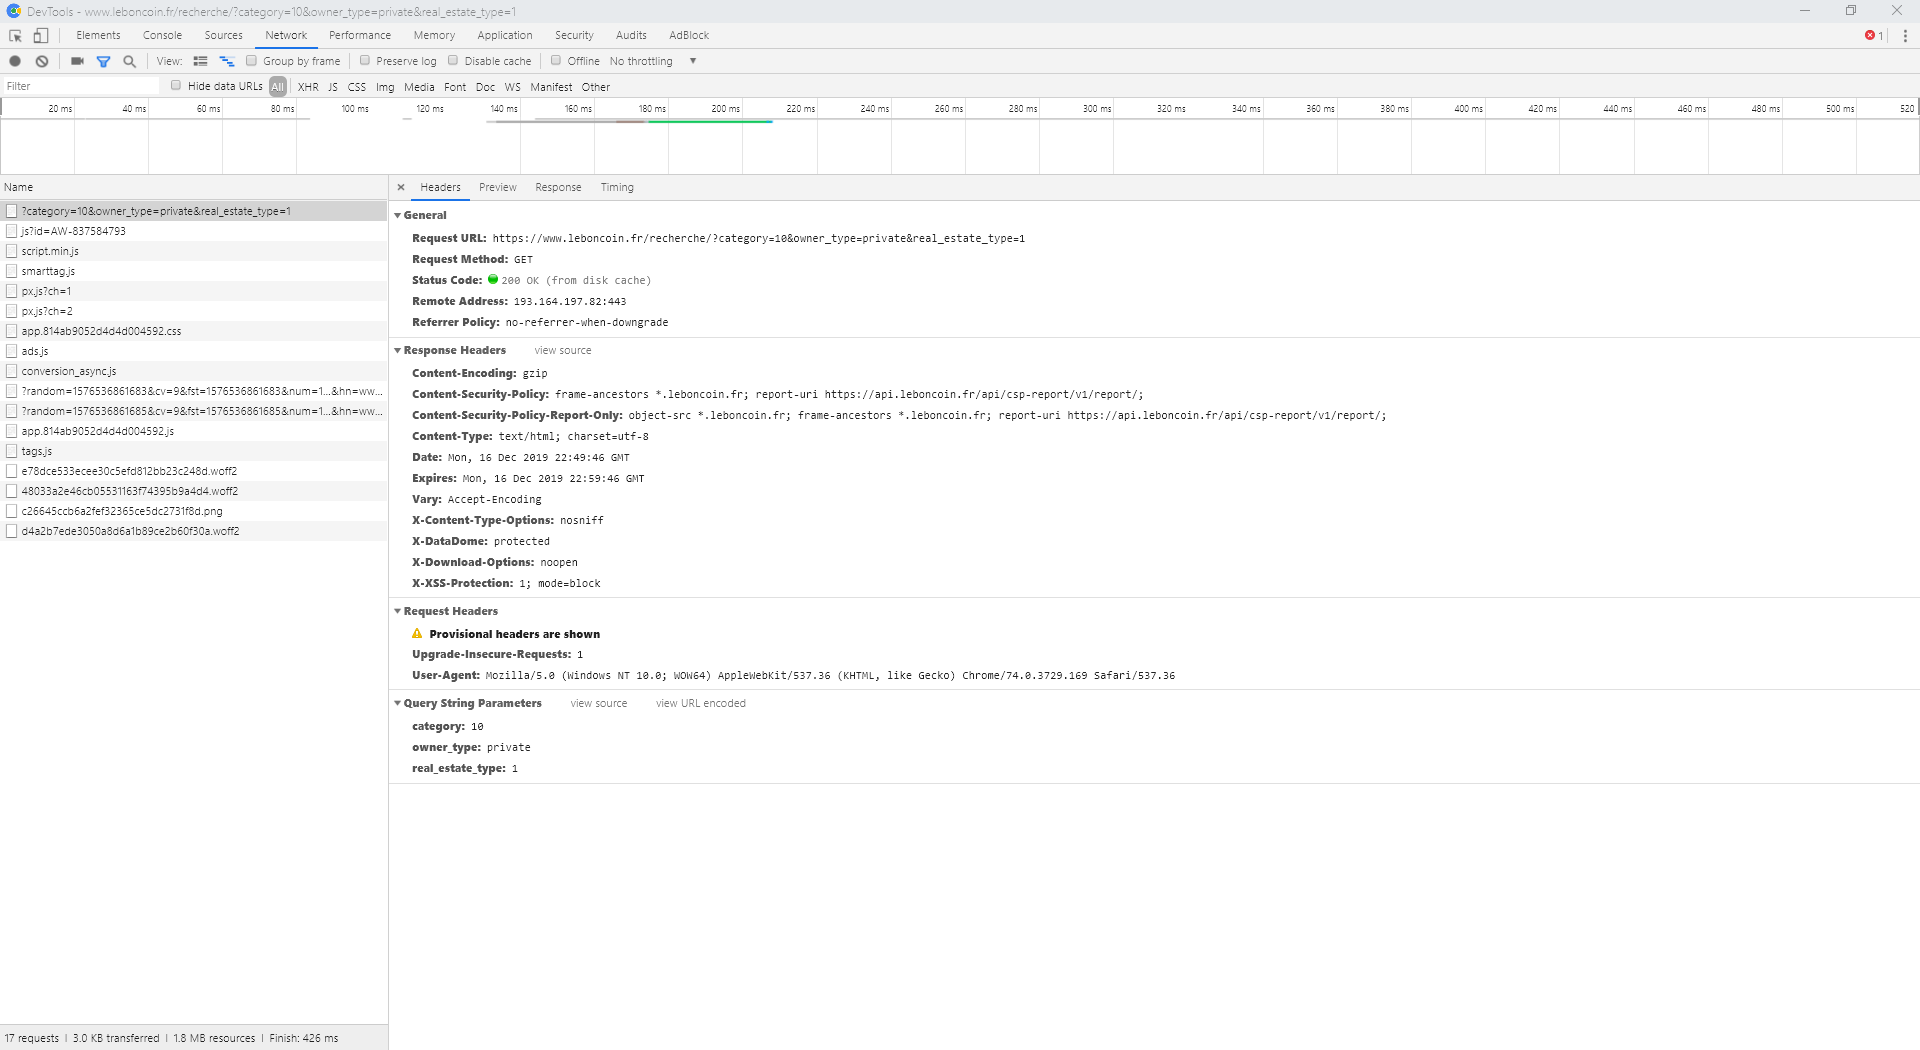 DevTools - www.leboncoin.fr/recherche/?category=10&owner_type=private&real_estate_type=1
Elements Console Sources Network Performance Memory Application Security Audits AdBlock 1
View: Group by frame Preserve log Disable cache Offline No throttling
Filter Hide data URLs All XHR JS CSS Img Media Font Doc WS Manifest Other
20 ms 40 ms 60 ms 80 ms 100 ms 120 ms 140 ms 160 ms 180 ms 200 ms 220 ms 240 ms 260 ms 280 ms 300 ms 320 ms 340 ms 360 ms 380 ms 400 ms 420 ms 440 ms 460 ms 480 ms 500 ms 520
Name
?category=10&owner_type=private&real_estate_type=1
js?id=AW-837584793
script.min.js
smarttag.js
px.js?ch=1
px.js?ch=2
app.814ab9052d4d4d004592.css
ads.js
conversion_async.js
?random=1576536861683&cv=9&fst=1576536861683&num=1...&hn=ww...
?random=1576536861685&cv=9&fst=1576536861685&num=1...&hn=ww...
app.814ab9052d4d4d004592.js
tags.js
e78dce533ecee30c5efd812bb23c248d.woff2
48033a2e46cb05531163f74395b9a4d4.woff2
c26645ccb6a2fef32365ce5dc2731f8d.png
d4a2b7ede3050a8d6a1b89ce2b60f30a.woff2
17 requests | 3.0 KB transferred | 1.8 MB resources | Finish: 426 ms
Headers Preview Response Timing
General
Request URL: https://www.leboncoin.fr/recherche/?category=10&owner_type=private&real_estate_type=1
Request Method: GET
Status Code: 200 OK (from disk cache)
Remote Address: 193.164.197.82:443
Referrer Policy: no-referrer-when-downgrade
Response Headers view source
Content-Encoding: gzip
Content-Security-Policy: frame-ancestors *.leboncoin.fr; report-uri https://api.leboncoin.fr/api/csp-report/v1/report/;
Content-Security-Policy-Report-Only: object-src *.leboncoin.fr; frame-ancestors *.leboncoin.fr; report-uri https://api.leboncoin.fr/api/csp-report/v1/report/;
Content-Type: text/html; charset=utf-8
Date: Mon, 16 Dec 2019 22:49:46 GMT
Expires: Mon, 16 Dec 2019 22:59:46 GMT
Vary: Accept-Encoding
X-Content-Type-Options: nosniff
X-DataDome: protected
X-Download-Options: noopen
X-XSS-Protection: 1; mode=block
Request Headers
Provisional headers are shown
Upgrade-Insecure-Requests: 1
User-Agent: Mozilla/5.0 (Windows NT 10.0; WOW64) AppleWebKit/537.36 (KHTML, like Gecko) Chrome/74.0.3729.169 Safari/537.36
Query String Parameters view source view URL encoded
category: 10
owner_type: private
real_estate_type: 1